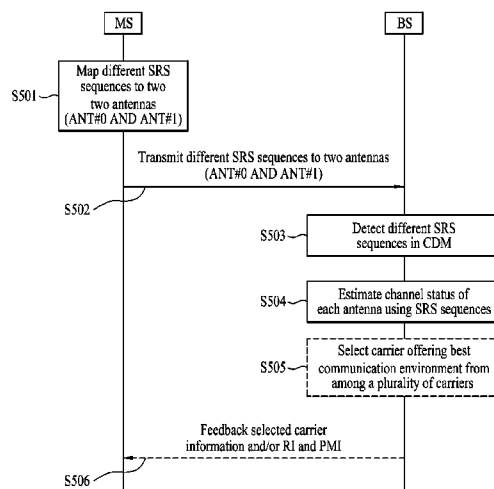 MS
BS
Map different SRS
sequences to two
two antennas
(ANT#0 AND ANT#1)
S501
Transmit different SRS sequences to two antennas
(ANT#0 AND ANT#1)
S502
Detect different SRS
sequences in CDM
S503
Estimate channel status of
each antenna using SRS sequences
S504
Select carrier offering best
communication environment from
among a plurality of carriers
S505
Feedback selected carrier
information and/or RI and PMI
S506